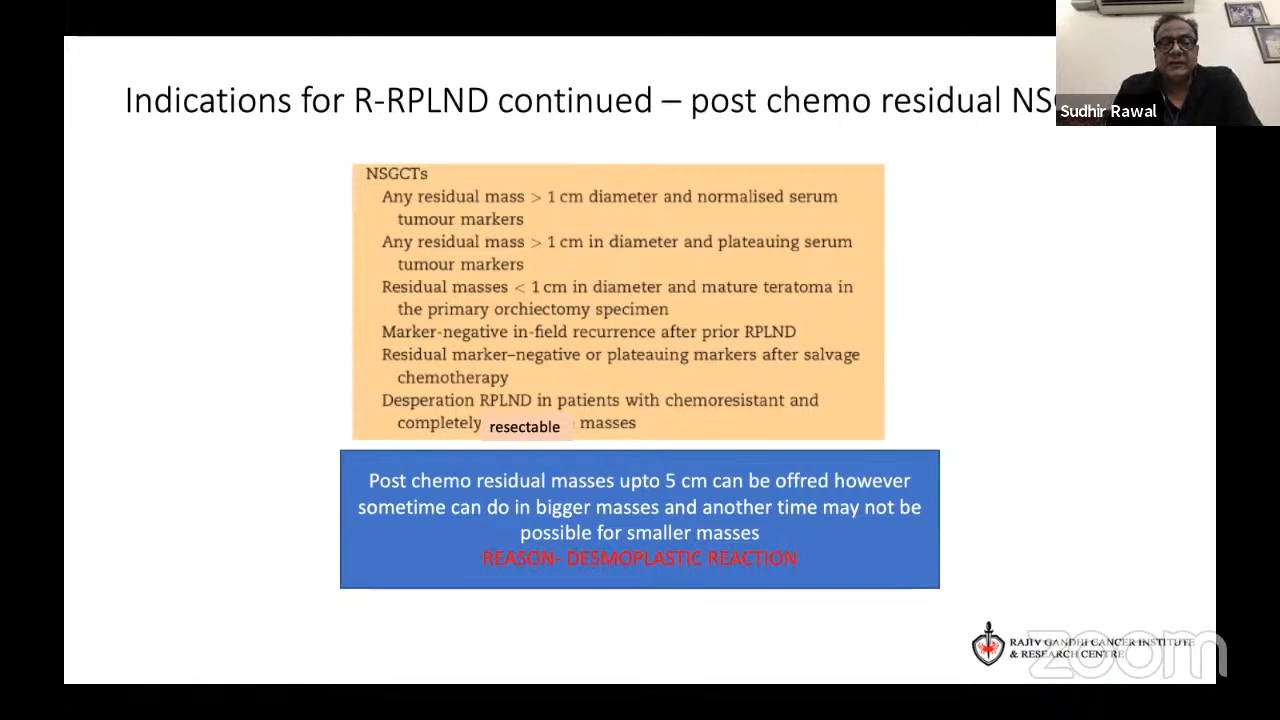 Indications for R-RPLND continued – post chemo residual
Sudhir Rawal
NSGCTs
Any residual mass > 1 cm diameter and normalised serum
tumour markers
Any residual mass > 1 cm in diameter and plateauing serum
tumour markers
Residual masses < 1 cm in diameter and mature teratoma in
the primary orchiectomy specimen
Marker-negative in-field recurrence after prior RPLND
Residual marker–negative or plateauing markers after salvage
chemotherapy
Desperation RPLND in patients with chemoresistant and
completely resectable masses
Post chemo residual masses upto 5 cm can be offred however
sometime can do in bigger masses and another time may not be
possible for smaller masses
REASON- DESMOPLASTIC REACTION
RAJIV GANDHI CANCER INSTITUTE
& RESEARCH CENTRE
zoom